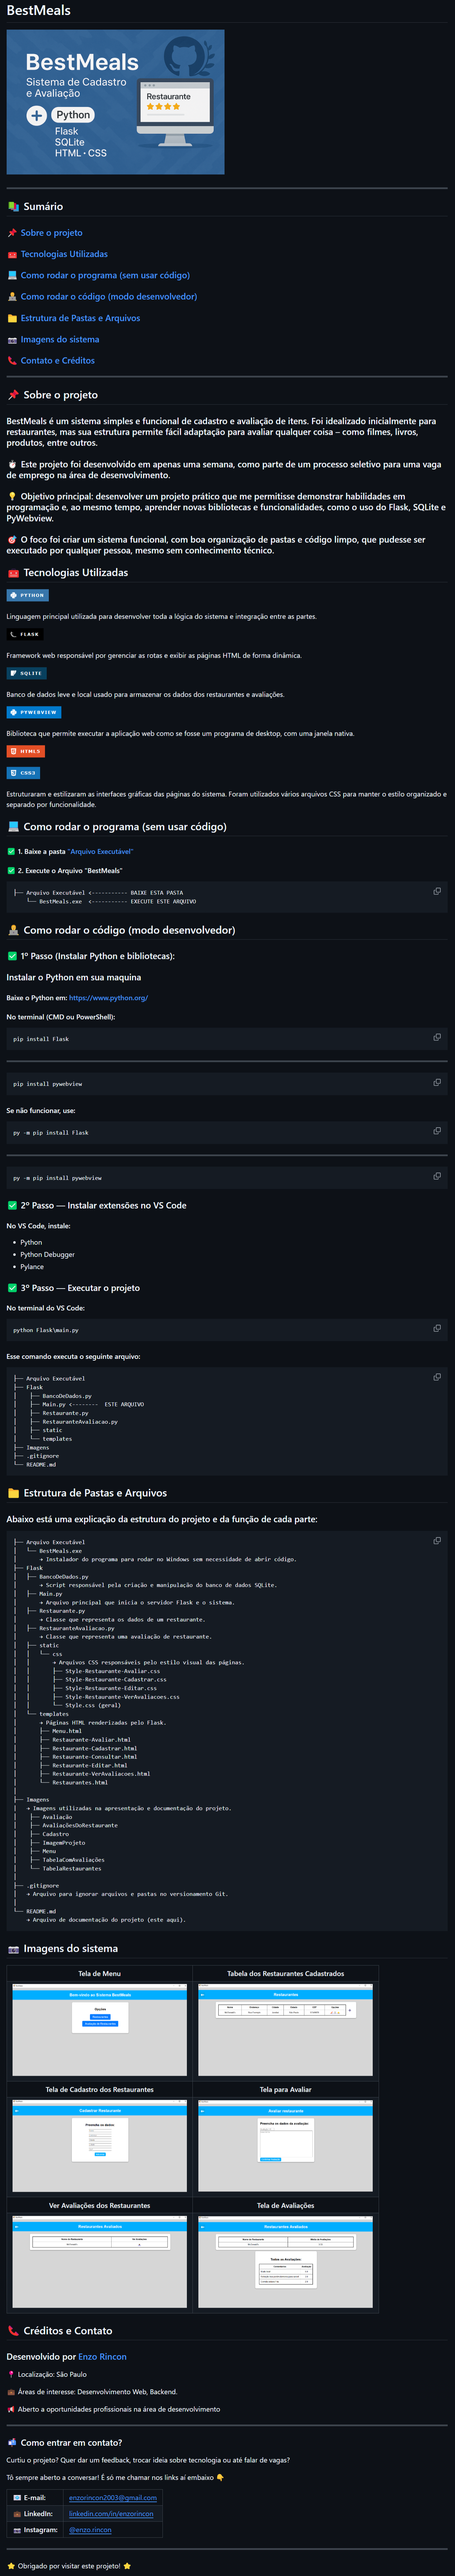 BestMeals
BestMeals
Sistema de Cadastro
e Avaliação
Python
Flask
SQLite
HTML · CSS
Restaurante
Sumário
Sobre o projeto
Tecnologias Utilizadas
Como rodar o programa (sem usar código)
Como rodar o código (modo desenvolvedor)
Estrutura de Pastas e Arquivos
Imagens do sistema
Contato e Créditos
Sobre o projeto
BestMeals é um sistema simples e funcional de cadastro e avaliação de itens. Foi idealizado inicialmente para
restaurantes, mas sua estrutura permite fácil adaptação para avaliar qualquer coisa – como filmes, livros,
produtos, entre outros.
Este projeto foi desenvolvido em apenas uma semana, como parte de um processo seletivo para uma vaga
de emprego na área de desenvolvimento.
Objetivo principal: desenvolver um projeto prático que me permitisse demonstrar habilidades em
programação e, ao mesmo tempo, aprender novas bibliotecas e funcionalidades, como o uso do Flask, SQLite e
PyWebview.
O foco foi criar um sistema funcional, com boa organização de pastas e código limpo, que pudesse ser
executado por qualquer pessoa, mesmo sem conhecimento técnico.
Tecnologias Utilizadas
PYTHON
Linguagem principal utilizada para desenvolver toda a lógica do sistema e integração entre as partes.
FLASK
Framework web responsável por gerenciar as rotas e exibir as páginas HTML de forma dinâmica.
SQLITE
Banco de dados leve e local usado para armazenar os dados dos restaurantes e avaliações.
PYWEBVIEW
Biblioteca que permite executar a aplicação web como se fosse um programa de desktop, com uma janela nativa.
HTML5
CSS3
Estruturaram e estilizaram as interfaces gráficas das páginas do sistema. Foram utilizados vários arquivos CSS para manter o estilo organizado e
separado por funcionalidade.
Como rodar o programa (sem usar código)
1. Baixe a pasta "Arquivo Executável"
2. Execute o Arquivo "BestMeals"
├── Arquivo Executável <----------- BAIXE ESTA PASTA
└── BestMeals.exe <----------- EXECUTE ESTE ARQUIVO
Como rodar o código (modo desenvolvedor)
1º Passo (Instalar Python e bibliotecas):
Instalar o Python em sua maquina
Baixe o Python em: https://www.python.org/
No terminal (CMD ou PowerShell):
pip install Flask
pip install pywebview
Se não funcionar, use:
py -m pip install Flask
py -m pip install pywebview
2º Passo — Instalar extensões no VS Code
No VS Code, instale:
• Python
• Python Debugger
• Pylance
3º Passo — Executar o projeto
No terminal do VS Code:
python Flask\main.py
Esse comando executa o seguinte arquivo:
├── Arquivo Executável
├── Flask
│   ├── BancoDeDados.py
│   ├── Main.py <-------- ESTE ARQUIVO
│   ├── Restaurante.py
│   ├── RestauranteAvaliacao.py
│   ├── static
│   └── templates
├── Imagens
├── .gitignore
└── README.md
Estrutura de Pastas e Arquivos
Abaixo está uma explicação da estrutura do projeto e da função de cada parte:
├── Arquivo Executável
│   └── BestMeals.exe
│       → Instalador do programa para rodar no Windows sem necessidade de abrir código.
├── Flask
│   ├── BancoDeDados.py
│   │   → Script responsável pela criação e manipulação do banco de dados SQLite.
│   ├── Main.py
│   │   → Arquivo principal que inicia o servidor Flask e o sistema.
│   ├── Restaurante.py
│   │   → Classe que representa os dados de um restaurante.
│   ├── RestauranteAvaliacao.py
│   │   → Classe que representa uma avaliação de restaurante.
│   ├── static
│   │   └── css
│   │       → Arquivos CSS responsáveis pelo estilo visual das páginas.
│   │       ├── Style-Restaurante-Avaliar.css
│   │       ├── Style-Restaurante-Cadastrar.css
│   │       ├── Style-Restaurante-Editar.css
│   │       ├── Style-Restaurante-VerAvaliacoes.css
│   │       └── Style.css (geral)
│   └── templates
│       → Páginas HTML renderizadas pelo Flask.
│       ├── Menu.html
│       ├── Restaurante-Avaliar.html
│       ├── Restaurante-Cadastrar.html
│       ├── Restaurante-Consultar.html
│       ├── Restaurante-Editar.html
│       ├── Restaurante-VerAvaliacoes.html
│       └── Restaurantes.html
│
├── Imagens
│   → Imagens utilizadas na apresentação e documentação do projeto.
│   ├── Avaliação
│   ├── AvaliaçõesDoRestaurante
│   ├── Cadastro
│   ├── ImagemProjeto
│   ├── Menu
│   ├── TabelaComAvaliações
│   └── TabelaRestaurantes
│
├── .gitignore
│   → Arquivo para ignorar arquivos e pastas no versionamento Git.
│
└── README.md
→ Arquivo de documentação do projeto (este aqui).
Imagens do sistema
Tela de Menu
Tabela dos Restaurantes Cadastrados
Bem-vindo ao Sistema BestMeals
Opções
Restaurantes
Tela de Cadastro dos Restaurantes
Tela para Avaliar
Cadastrar Restaurante
Preencha os dados:
Avaliar restaurante
Preencha os dados da avaliação:
Ver Avaliações dos Restaurantes
Tela de Avaliações
Restaurantes Avaliados
Restaurantes Avaliados
Todas as Avaliações:
Créditos e Contato
Desenvolvido por Enzo Rincon
Localização: São Paulo
Áreas de interesse: Desenvolvimento Web, Backend.
Aberto a oportunidades profissionais na área de desenvolvimento
Como entrar em contato?
Curtiu o projeto? Quer dar um feedback, trocar ideia sobre tecnologia ou até falar de vagas?
Tô sempre aberto a conversar! É só me chamar nos links aí embaixo
E-mail: enzorincon2003@gmail.com
LinkedIn: linkedin.com/in/enzorincon
Instagram: @enzo.rincon
Obrigado por visitar este projeto!